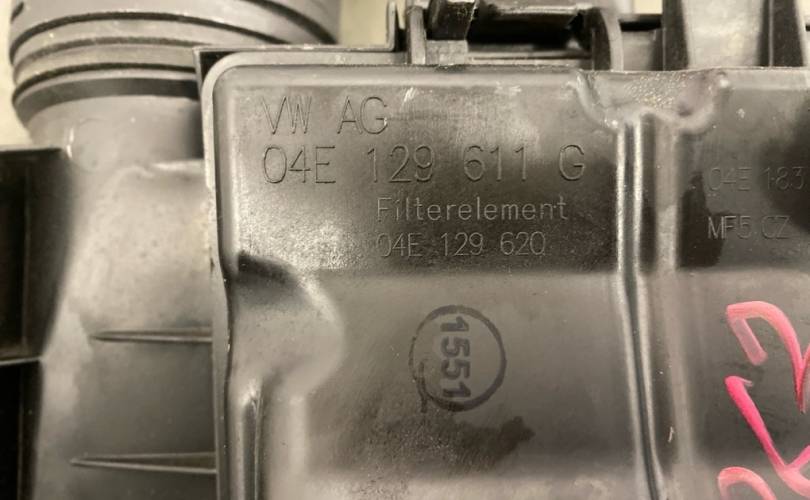 VW AG
04E 129 611 G
Filterelement
04E 129 620
04E 183
MF5 CZ
1551